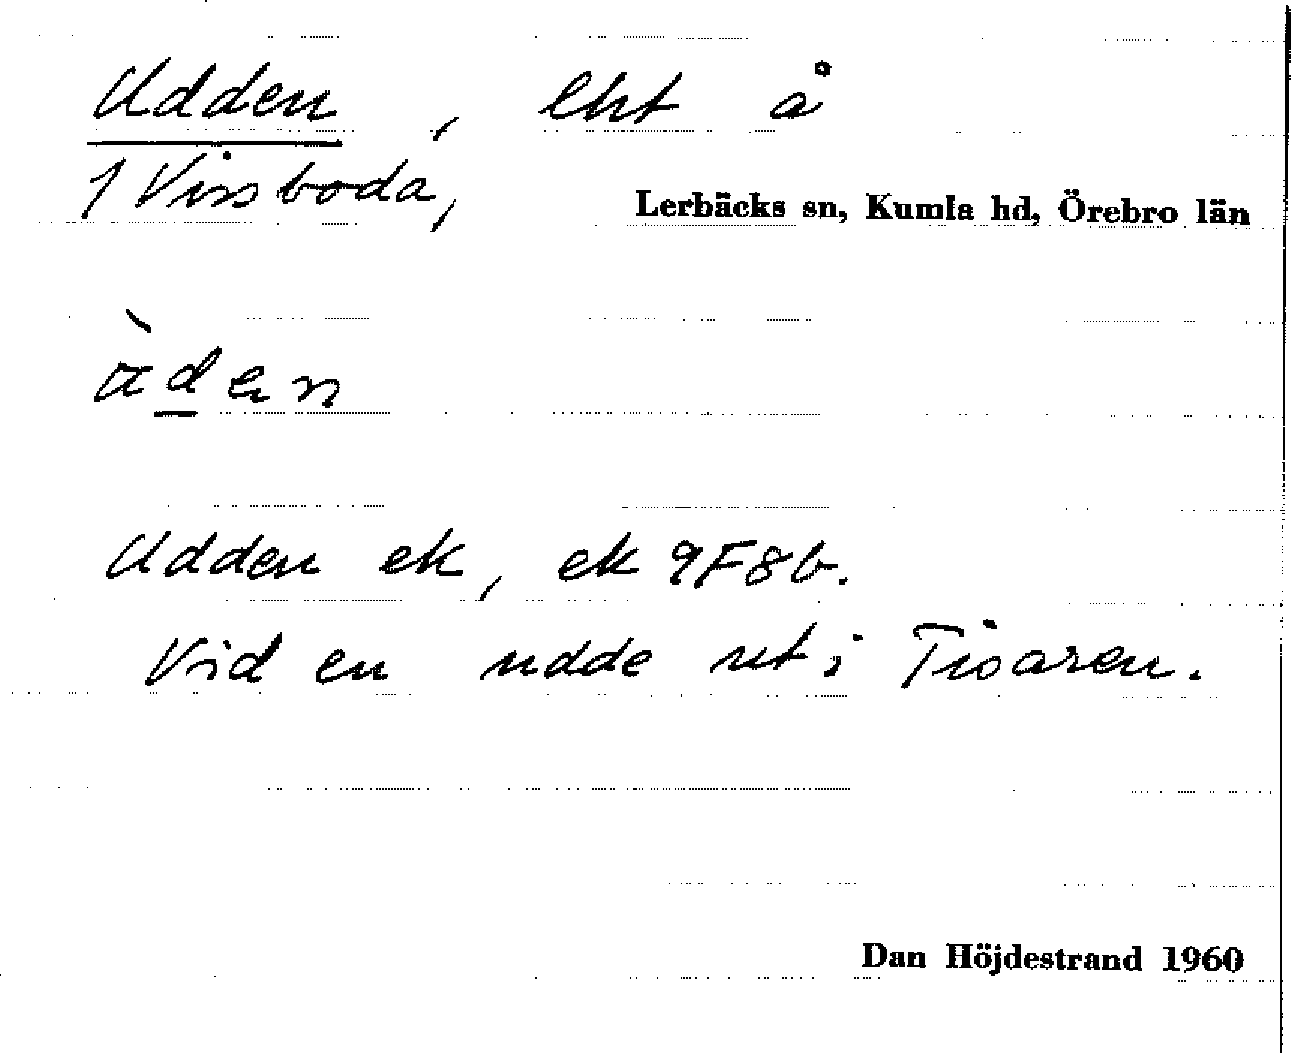 Udden, lht å
1 Vissboda,
Lerbäcks sn, Kumla hd, Örebro län
Udden ek, ek 9F8b.
Vid en udde ut i Tisaren.
Dan Höjdestrand 1960